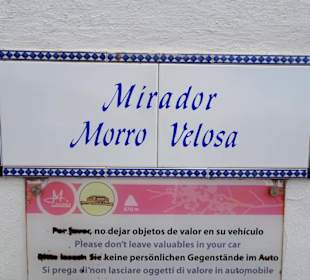 Mirador
Morro Velosa
Por favor, no dejar objetos de valor en su vehículo
Please don't leave valuables in your car
Bitte lassen Sie keine persönlichen Gegenstände im Auto
Si prega di non lasciare oggetti di valore in automobile